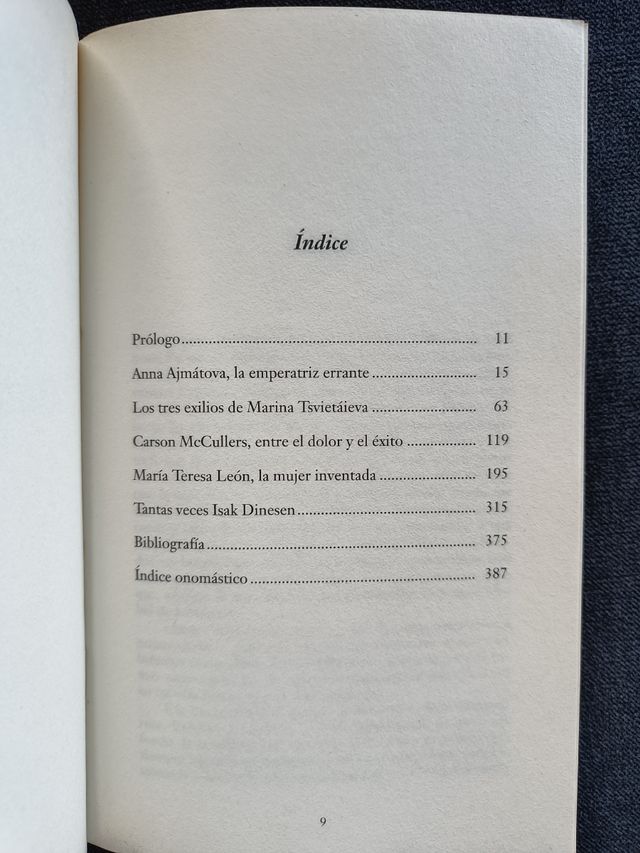 Índice
Prólogo 11
Anna Ajmátova, la emperatriz errante 15
Los tres exilios de Marina Tsvietáieva 63
Carson McCullers, entre el dolor y el éxito 119
María Teresa León, la mujer inventada 195
Tantas veces Isak Dinesen 315
Bibliografía 375
Índice onomástico 387
9